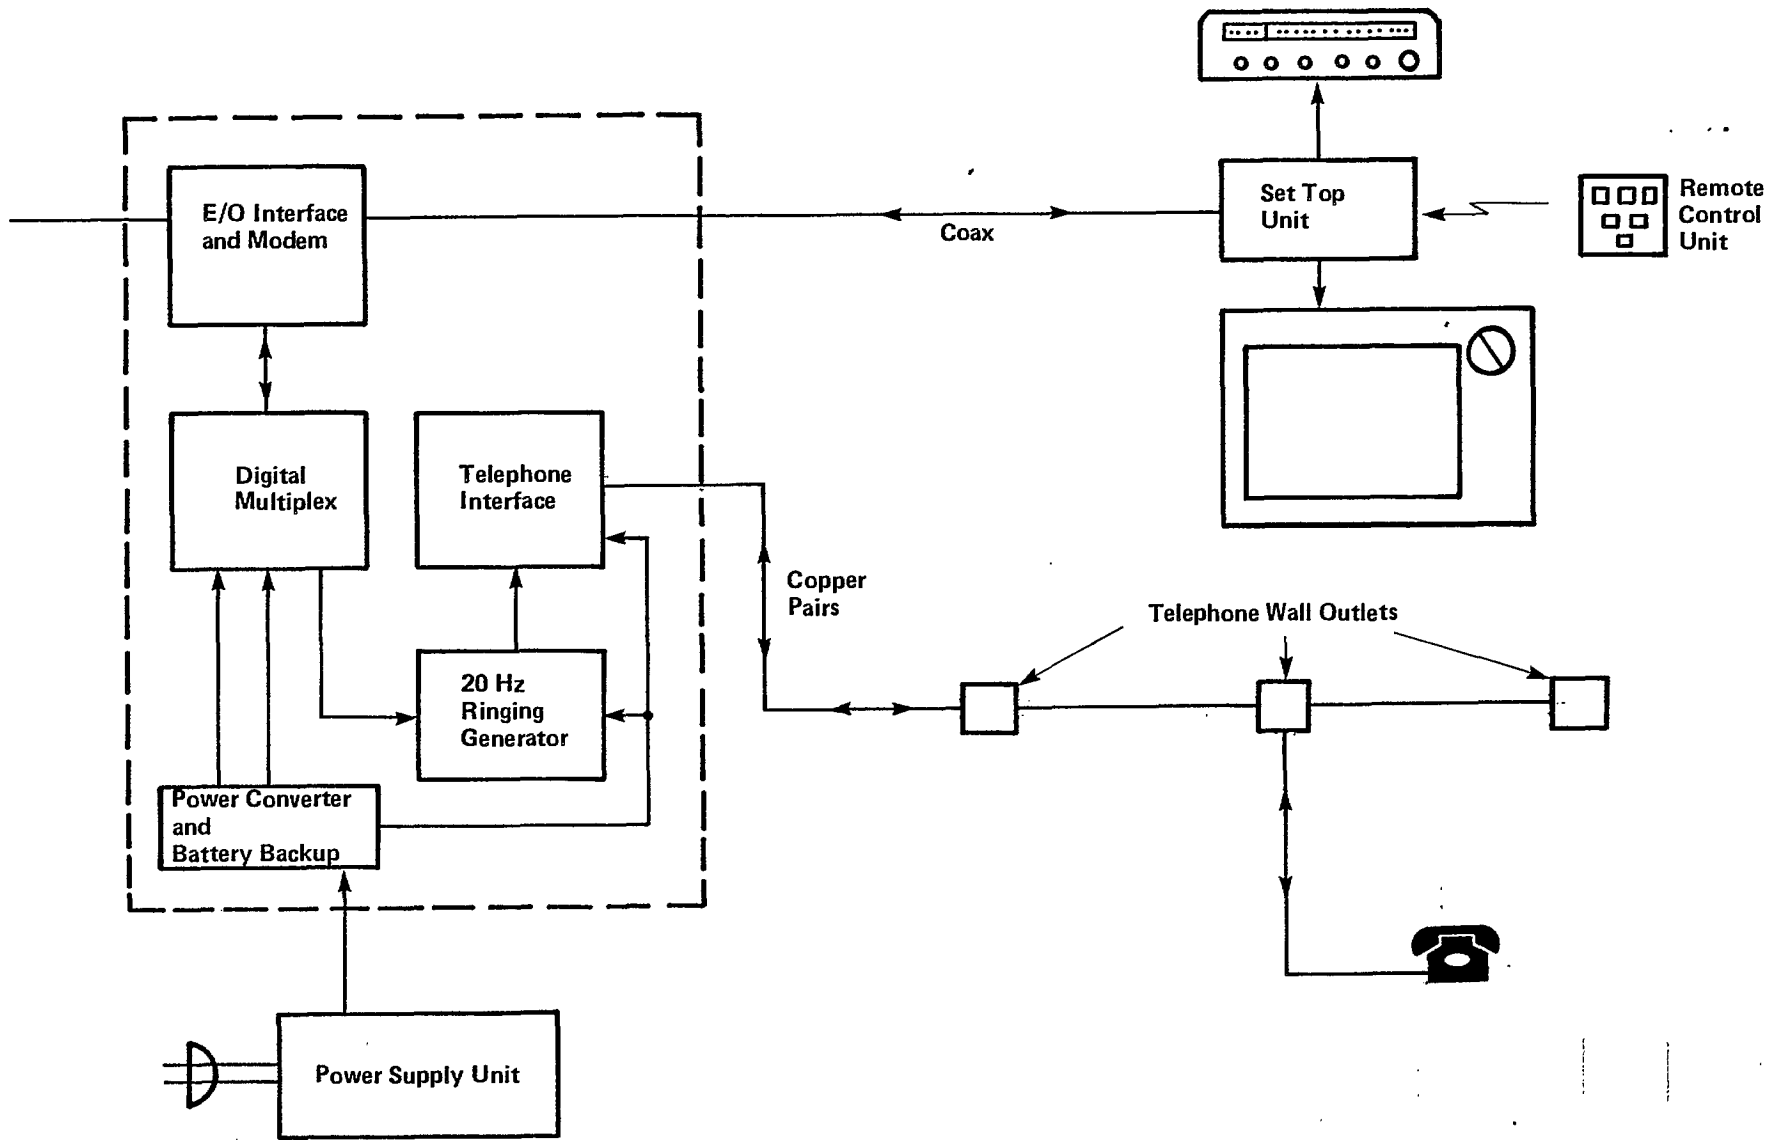 E/O Interface
and Modem
Coax
Set Top
Unit
Remote
Control
Unit
Digital
Multiplex
Telephone
Interface
Copper
Pairs
Telephone Wall Outlets
20 Hz
Ringing
Generator
Power Converter
and
Battery Backup
Power Supply Unit